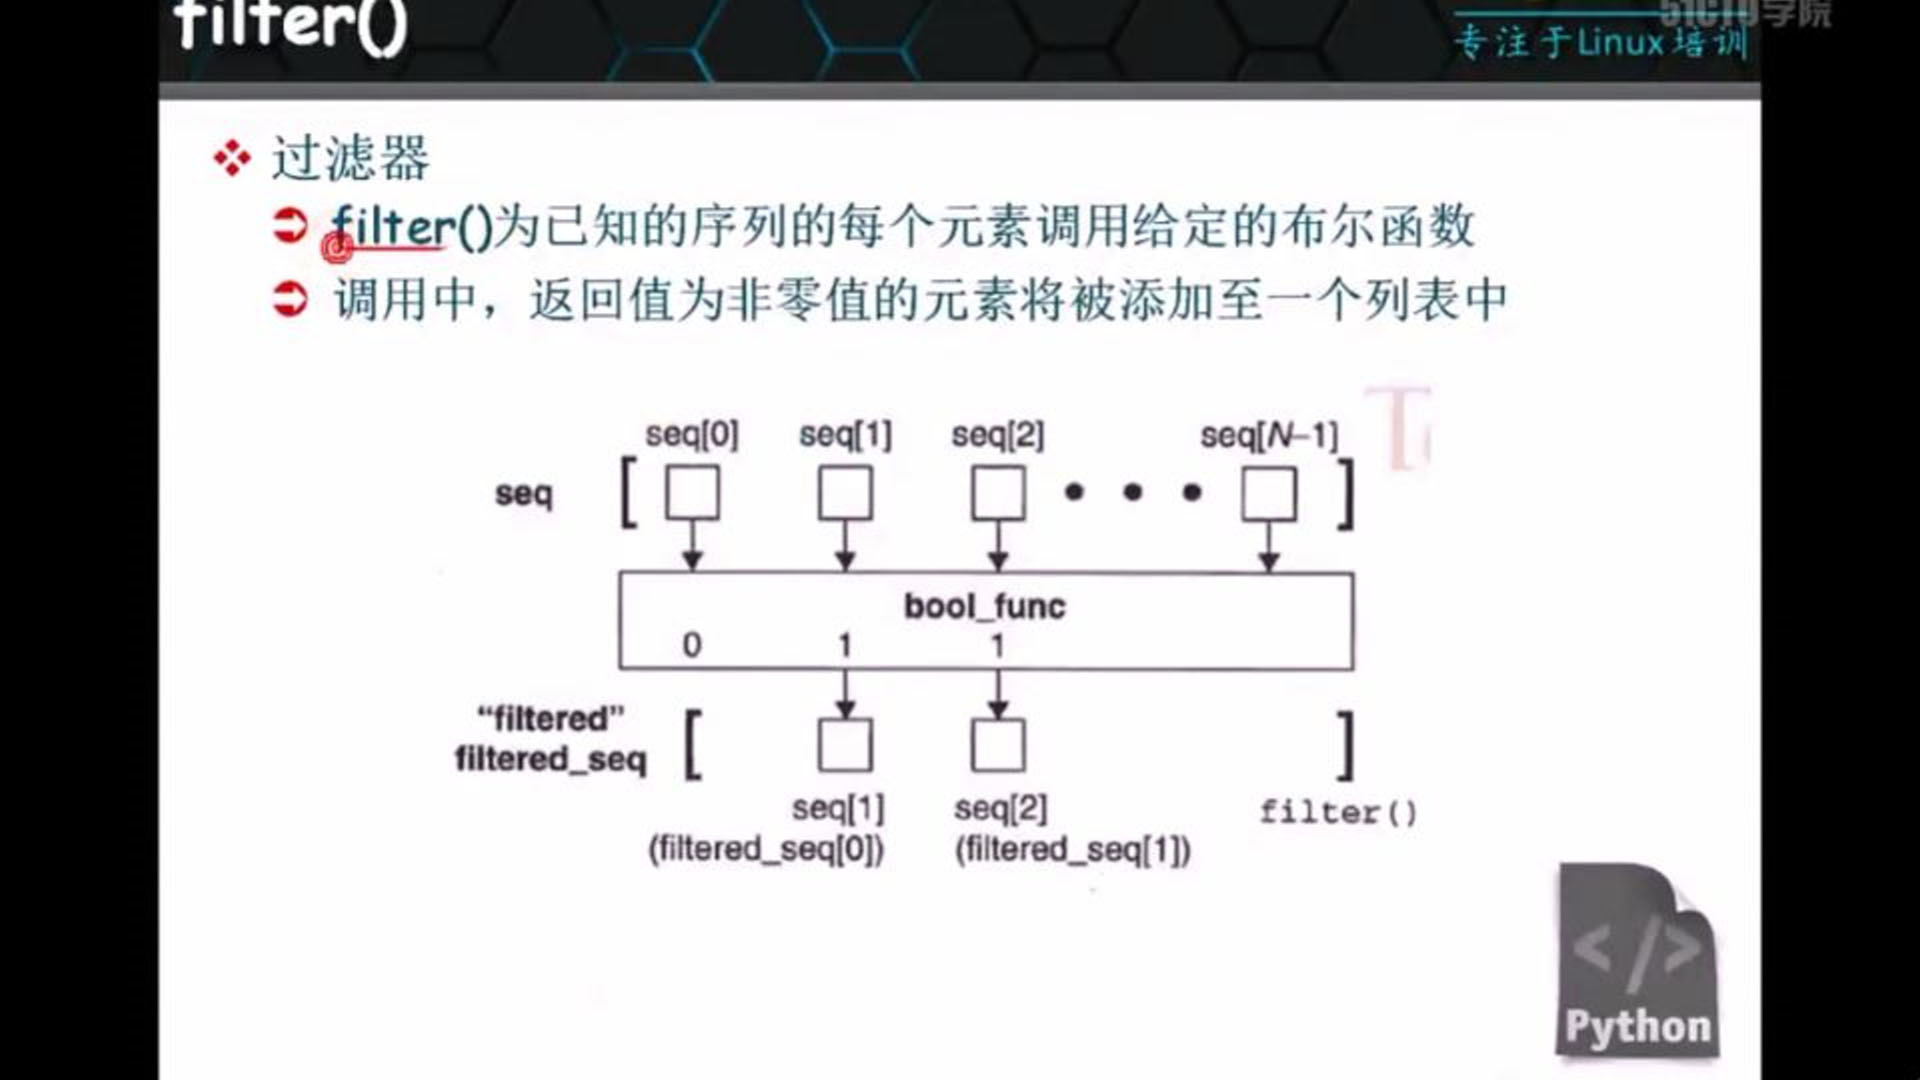 filter()
51CTO学院
专注于Linux培训
过滤器
filter()为已知的序列的每个元素调用给定的布尔函数
调用中，返回值为非零值的元素将被添加至一个列表中
seq[0] seq[1] seq[2] seq[N-1]
seq [ • • • ]
bool_func
0 1 1
“filtered”
filtered_seq [ ]
seq[1] seq[2] filter()
(filtered_seq[0]) (filtered_seq[1])
</>
Python